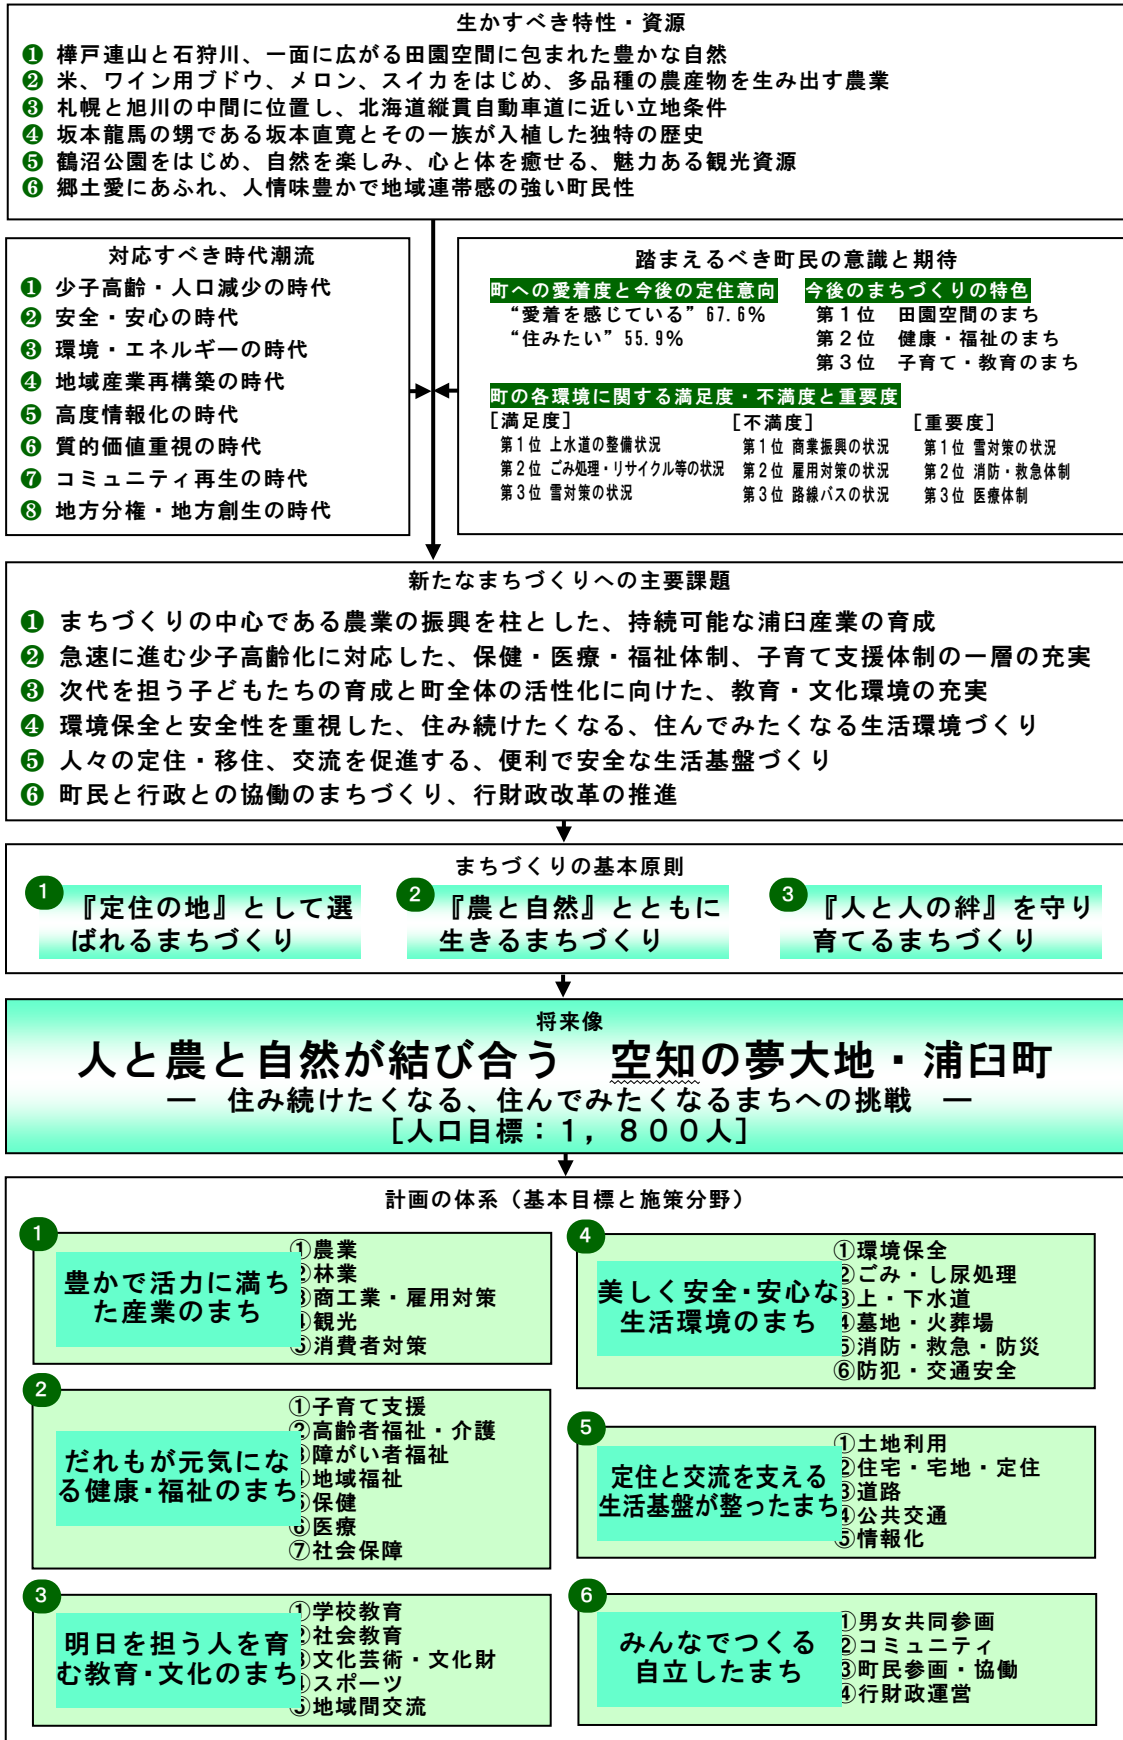 生かすべき特性・資源
❶ 樺戸連山と石狩川、一面に広がる田園空間に包まれた豊かな自然
❷ 米、ワイン用ブドウ、メロン、スイカをはじめ、多品種の農産物を生み出す農業
❸ 札幌と旭川の中間に位置し、北海道縦貫自動車道に近い立地条件
❹ 坂本龍馬の甥である坂本直寛とその一族が入植した独特の歴史
❺ 鶴沼公園をはじめ、自然を楽しみ、心と体を癒せる、魅力ある観光資源
❻ 郷土愛にあふれ、人情味豊かで地域連帯感の強い町民性
対応すべき時代潮流
❶ 少子高齢・人口減少の時代
❷ 安全・安心の時代
❸ 環境・エネルギーの時代
❹ 地域産業再構築の時代
❺ 高度情報化の時代
❻ 質的価値重視の時代
❼ コミュニティ再生の時代
❽ 地方分権・地方創生の時代
踏まえるべき町民の意識と期待
町への愛着度と今後の定住意向
“愛着を感じている”67.6%
“住みたい”55.9%
今後のまちづくりの特色
第1位 田園空間のまち
第2位 健康・福祉のまち
第3位 子育て・教育のまち
町の各環境に関する満足度・不満度と重要度
[満足度]
第1位 上水道の整備状況
第2位 ごみ処理・リサイクル等の状況
第3位 雪対策の状況
[不満度]
第1位 商業振興の状況
第2位 雇用対策の状況
第3位 路線バスの状況
[重要度]
第1位 雪対策の状況
第2位 消防・救急体制
第3位 医療体制
新たなまちづくりへの主要課題
❶ まちづくりの中心である農業の振興を柱とした、持続可能な浦臼産業の育成
❷ 急速に進む少子高齢化に対応した、保健・医療・福祉体制、子育て支援体制の一層の充実
❸ 次代を担う子どもたちの育成と町全体の活性化に向けた、教育・文化環境の充実
❹ 環境保全と安全性を重視した、住み続けたくなる、住んでみたくなる生活環境づくり
❺ 人々の定住・移住、交流を促進する、便利で安全な生活基盤づくり
❻ 町民と行政との協働のまちづくり、行財政改革の推進
まちづくりの基本原則
1
『定住の地』として選
ばれるまちづくり
2
『農と自然』とともに
生きるまちづくり
3
『人と人の絆』を守り
育てるまちづくり
将来像
人と農と自然が結び合う 空知の夢大地・浦臼町
― 住み続けたくなる、住んでみたくなるまちへの挑戦 ―
[人口目標：1，800人]
計画の体系（基本目標と施策分野）
1
豊かで活力に満ち
た産業のまち
①農業
②林業
③商工業・雇用対策
④観光
⑤消費者対策
2
だれもが元気にな
る健康・福祉のまち
①子育て支援
②高齢者福祉・介護
③障がい者福祉
④地域福祉
⑤保健
⑥医療
⑦社会保障
3
明日を担う人を育
む教育・文化のまち
①学校教育
②社会教育
③文化芸術・文化財
④スポーツ
⑤地域間交流
4
美しく安全・安心な
生活環境のまち
①環境保全
②ごみ・し尿処理
③上・下水道
④墓地・火葬場
⑤消防・救急・防災
⑥防犯・交通安全
5
定住と交流を支える
生活基盤が整ったまち
①土地利用
②住宅・宅地・定住
③道路
④公共交通
⑤情報化
6
みんなでつくる
自立したまち
①男女共同参画
②コミュニティ
③町民参画・協働
④行財政運営